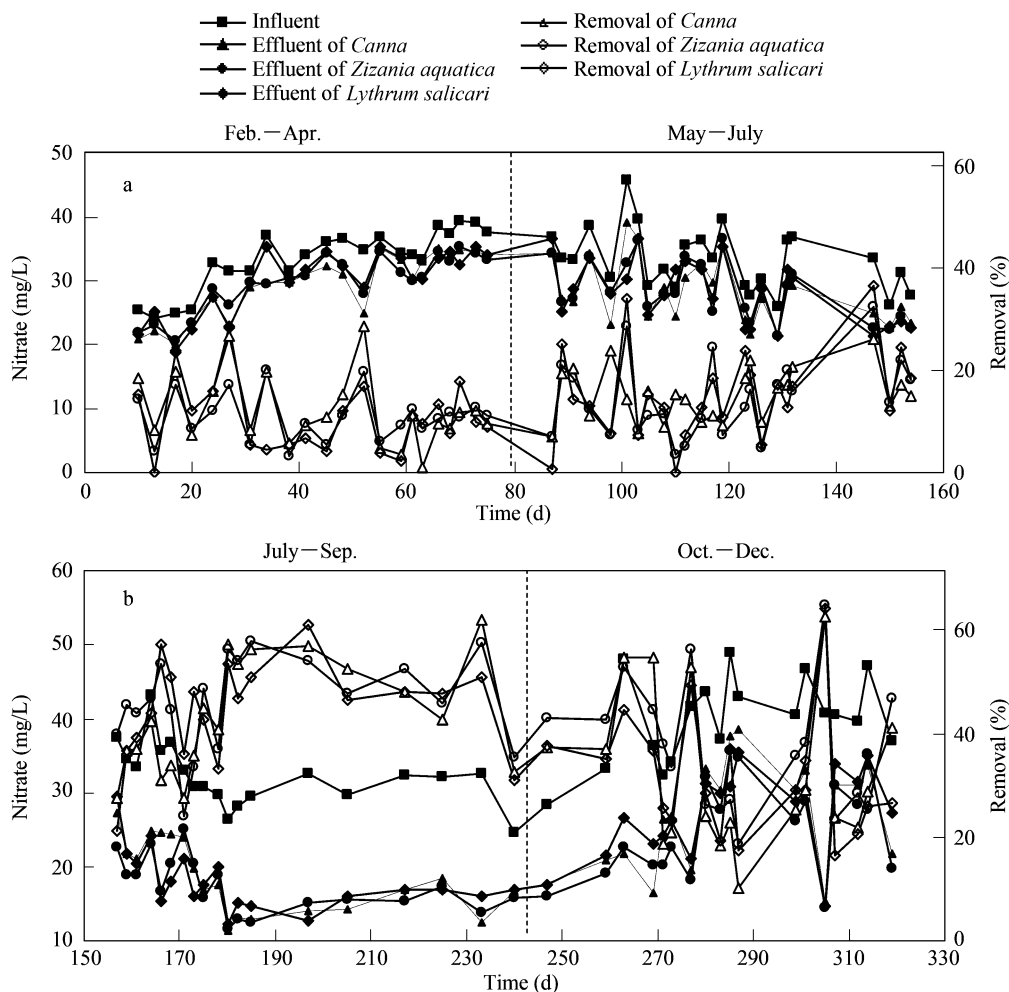 Influent
Effluent of Canna
Effluent of Zizania aquatica
Effuent of Lythrum salicari
Removal of Canna
Removal of Zizania aquatica
Removal of Lythrum salicari
Feb.—Apr.
May—July
a
50
40
30
20
10
0
Nitrate (mg/L)
60
40
20
0
Removal (%)
0 20 40 60 80 100 120 140 160
Time (d)
July—Sep.
Oct.—Dec.
b
60
50
40
30
20
10
Nitrate (mg/L)
60
40
20
0
Removal (%)
150 170 190 210 230 250 270 290 310 330
Time (d)